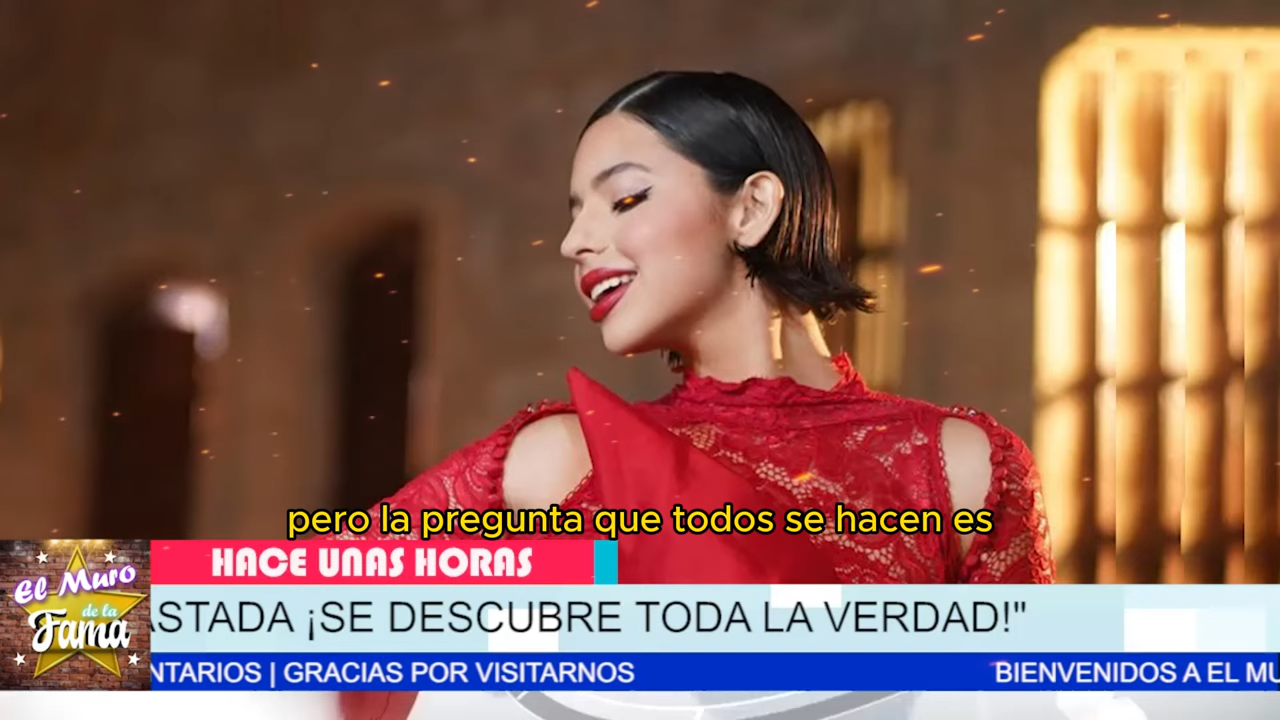 pero la pregunta que todos se hacen es
HACE UNAS HORAS
El Muro
de la
Fama
ASTADA ¡SE DESCUBRE TODA LA VERDAD!"
NTARIOS | GRACIAS POR VISITARNOS
BIENVENIDOS A EL MU